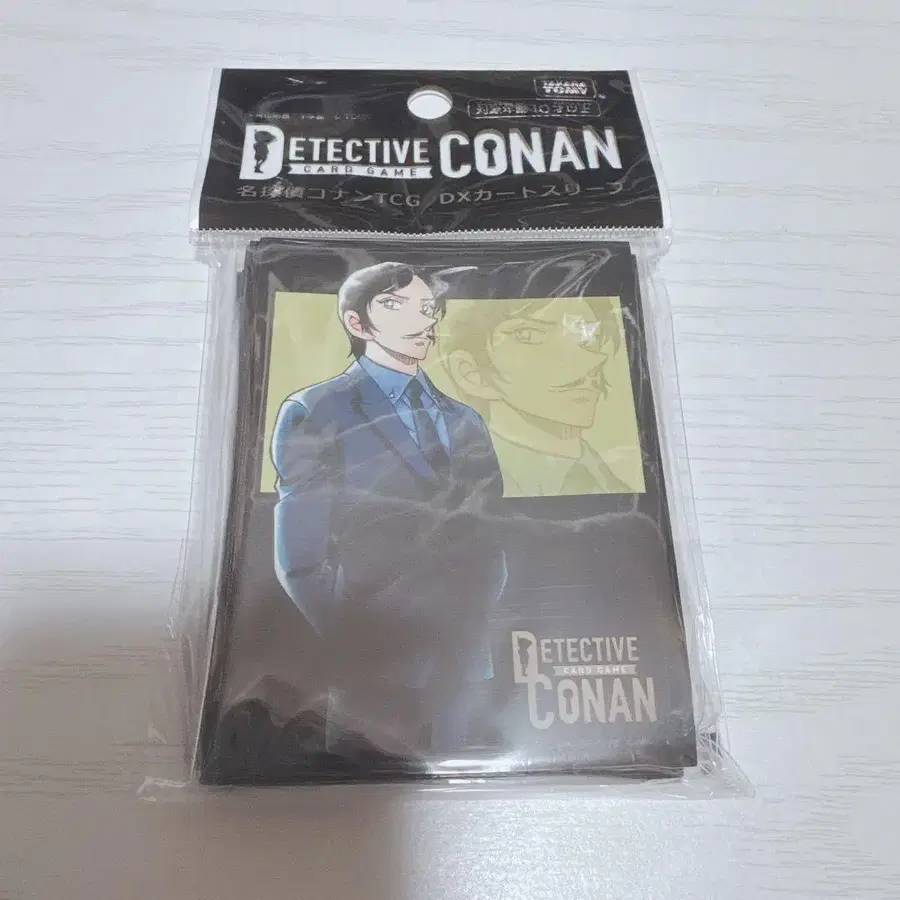 TAKARA
TOMY
対象年齢10才以上
DETECTIVE CONAN
CARD GAME
名探偵コナンTCG DXカードスリーブ
DETECTIVE
CARD GAME
CONAN